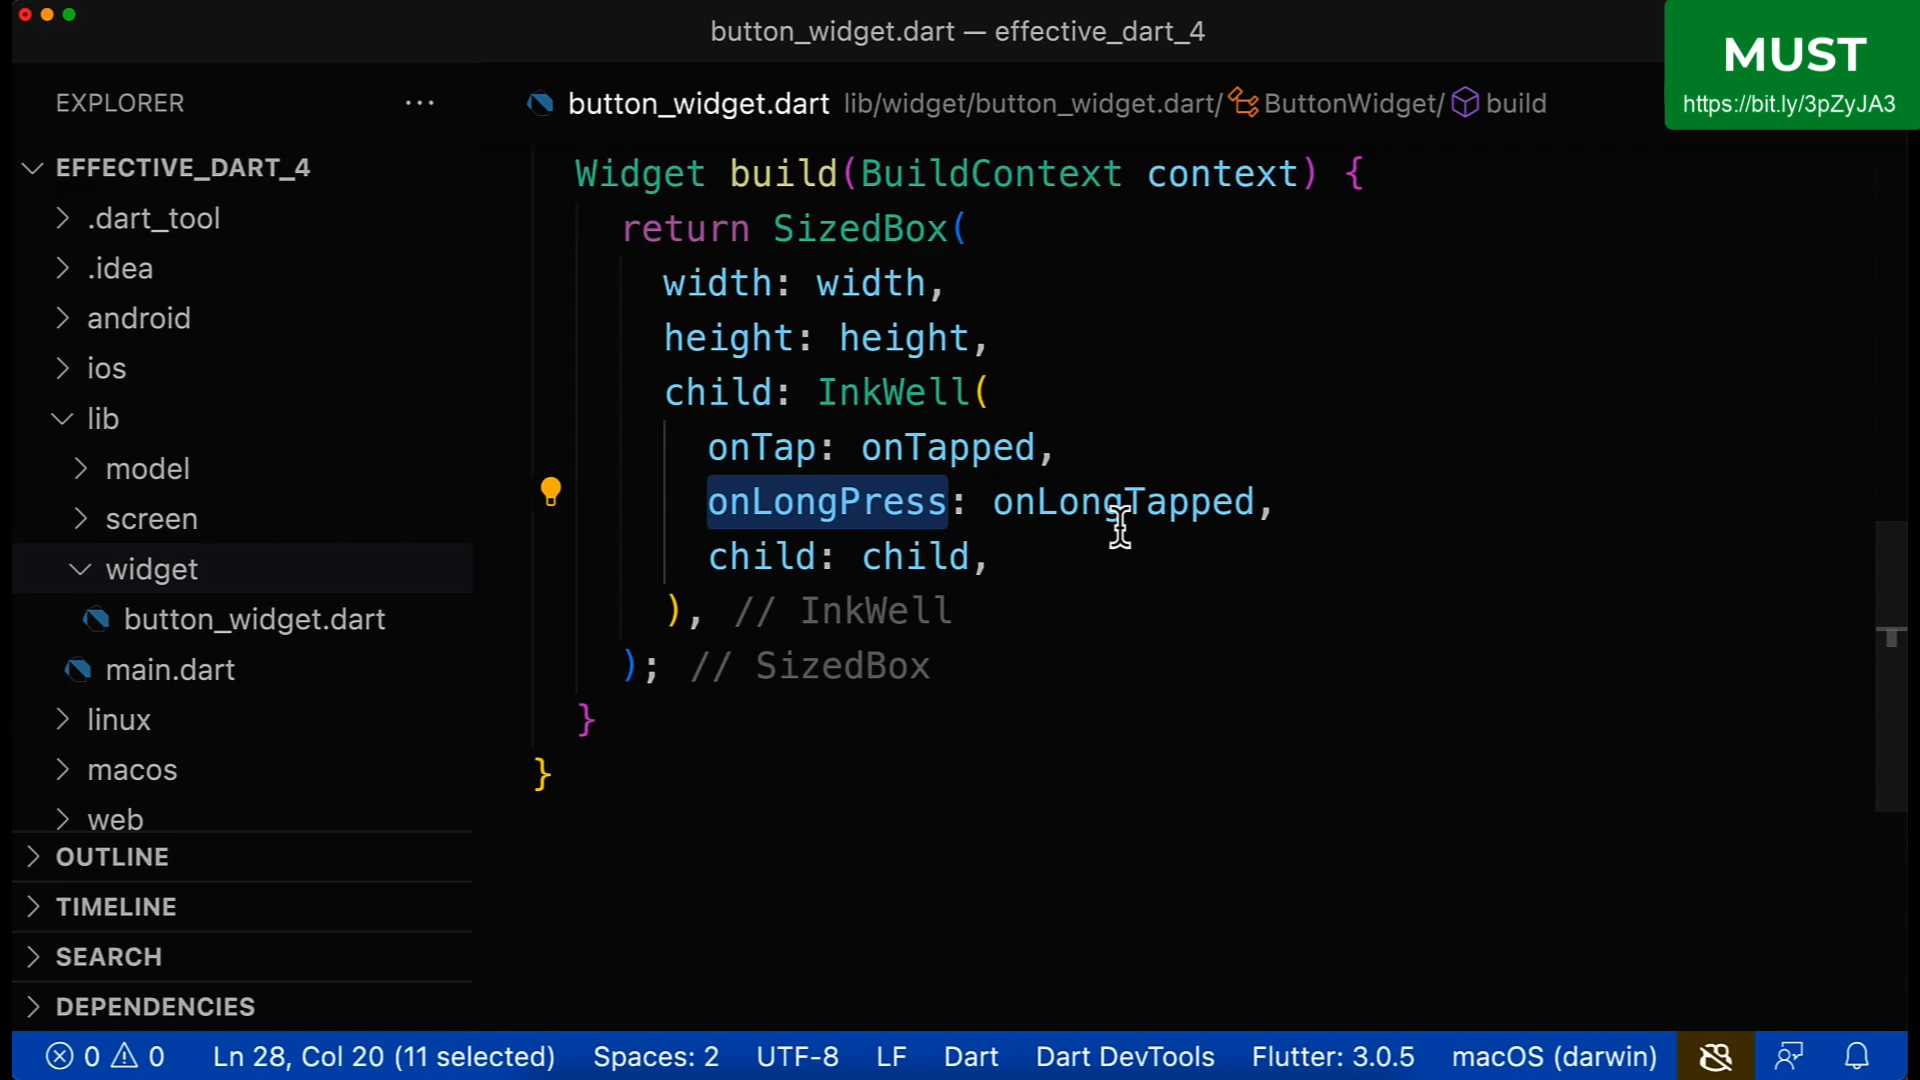 button_widget.dart — effective_dart_4
MUST
https://bit.ly/3pZyJA3
EXPLORER
···
EFFECTIVE_DART_4
.dart_tool
.idea
android
ios
lib
model
screen
widget
button_widget.dart
main.dart
linux
macos
web
OUTLINE
TIMELINE
SEARCH
DEPENDENCIES
button_widget.dart lib/widget/button_widget.dart/ ButtonWidget/ build
Widget build(BuildContext context) {
return SizedBox(
width: width,
height: height,
child: InkWell(
onTap: onTapped,
onLongPress: onLongTapped,
child: child,
), // InkWell
); // SizedBox
}
}
0 0 Ln 28, Col 20 (11 selected) Spaces: 2 UTF-8 LF Dart Dart DevTools Flutter: 3.0.5 macOS (darwin)